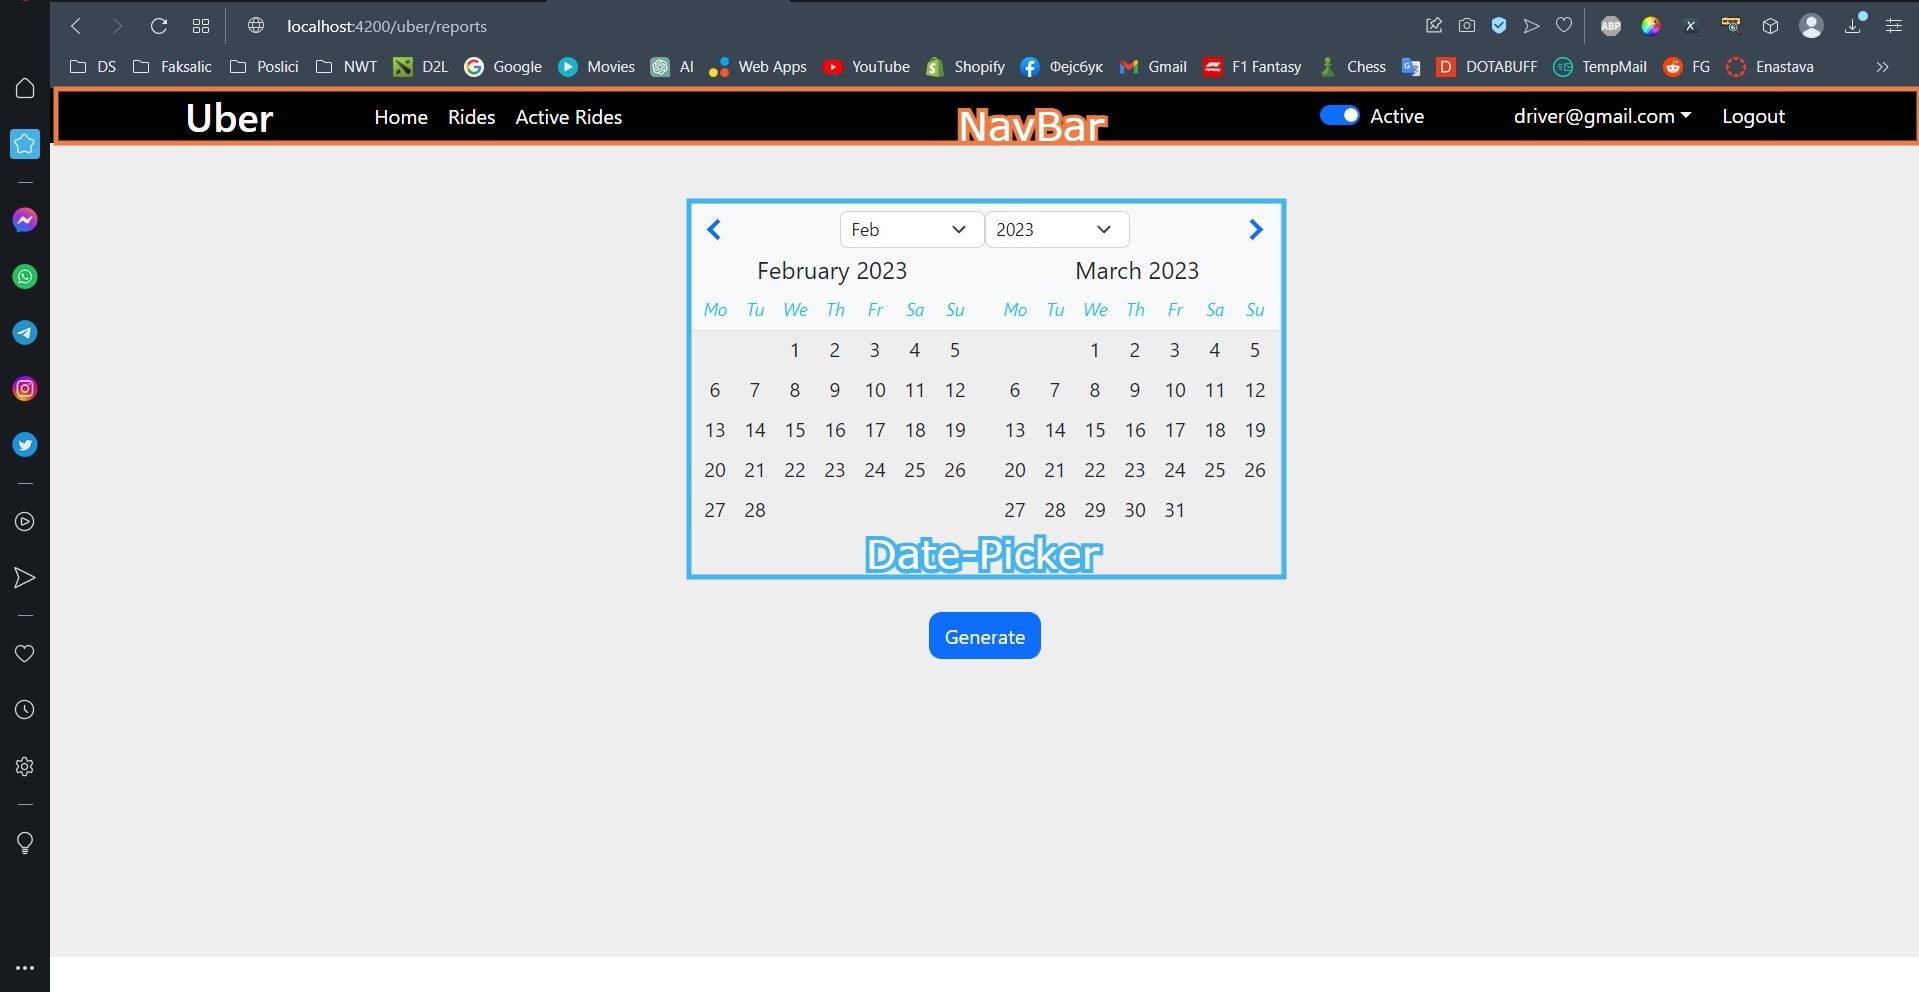 localhost:4200/uber/reports
ABP
DS Faksalic Poslici NWT D2L Google Movies AI Web Apps YouTube Shopify Фејсбук Gmail F1 Fantasy Chess D DOTABUFF TempMail FG Enastava
Uber Home Rides Active Rides NavBar Active driver@gmail.com Logout
Feb 2023
February 2023 March 2023
Mo Tu We Th Fr Sa Su Mo Tu We Th Fr Sa Su
1 2 3 4 5 1 2 3 4 5
6 7 8 9 10 11 12 6 7 8 9 10 11 12
13 14 15 16 17 18 19 13 14 15 16 17 18 19
20 21 22 23 24 25 26 20 21 22 23 24 25 26
27 28 27 28 29 30 31
Date-Picker
Generate